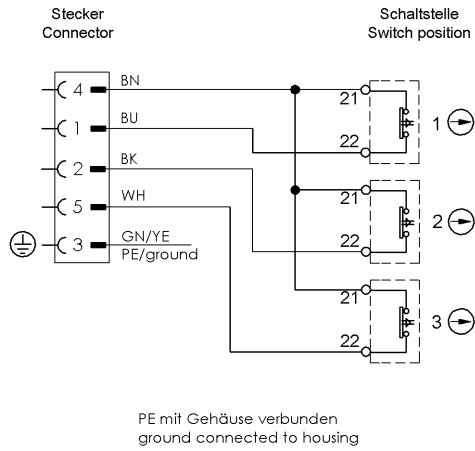 Stecker
Connector
Schaltstelle
Switch position
4 BN
21
1
1 BU
22
2 BK
21
2
5 WH
22
3 GN/YE
PE/ground
21
3
22
PE mit Gehäuse verbunden
ground connected to housing